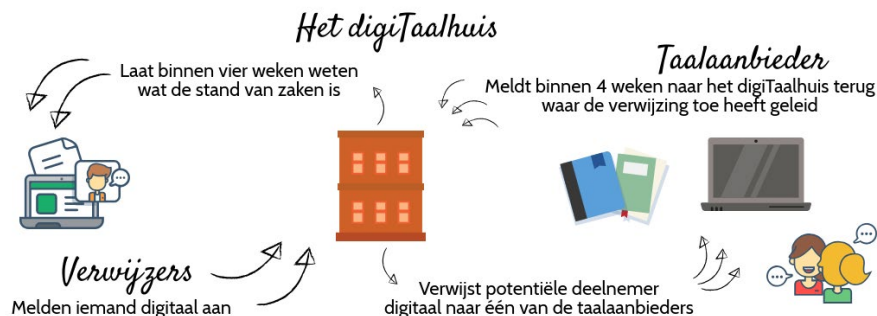 Het digiTaalhuis
Laat binnen vier weken weten
wat de stand van zaken is
Taalaanbieder
Meldt binnen 4 weken naar het digiTaalhuis terug
waar de verwijzing toe heeft geleid
Verwijzers
Melden iemand digitaal aan
Verwijst potentiële deelnemer
digitaal naar één van de taalaanbieders